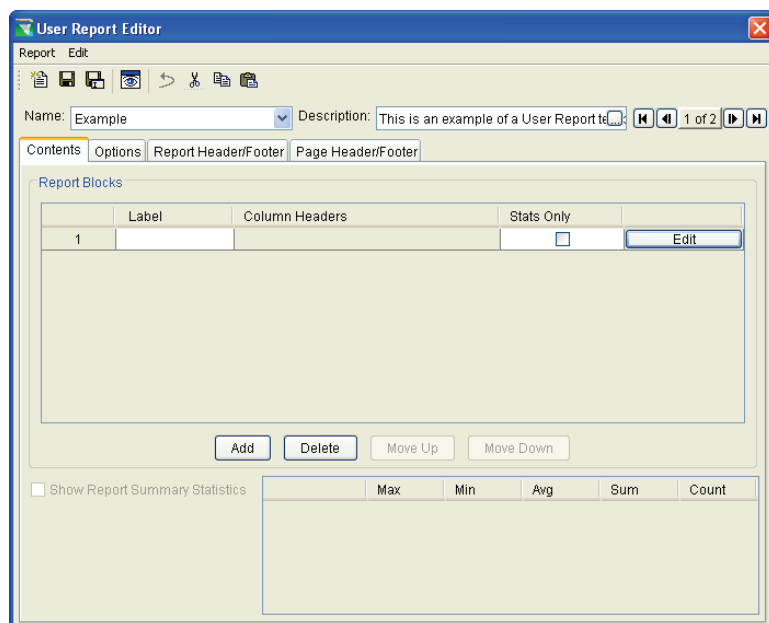 User Report Editor
Report Edit
Name: Example Description: This is an example of a User Report te ... 1 of 2
Contents Options Report Header/Footer Page Header/Footer
Report Blocks
Label Column Headers Stats Only
1 Edit
Add Delete Move Up Move Down
Show Report Summary Statistics Max Min Avg Sum Count